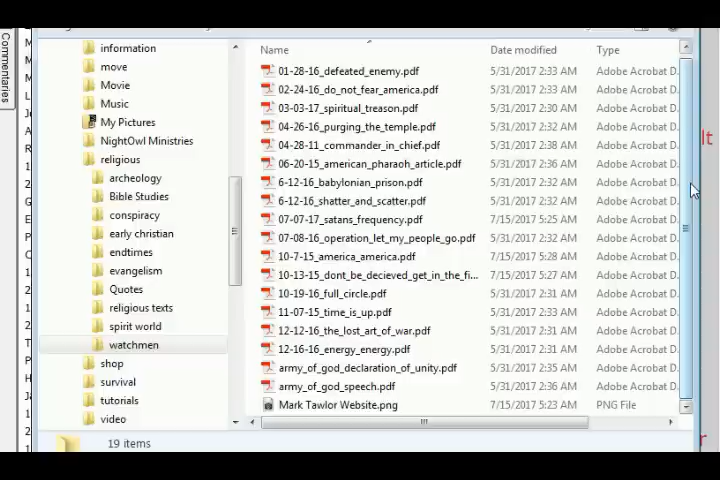 Commentaries
information
move
Movie
Music
My Pictures
NightOwl Ministries
religious
archeology
Bible Studies
conspiracy
early christian
endtimes
evangelism
Quotes
religious texts
spirit world
watchmen
shop
survival
tutorials
video
Name Date modified Type
01-28-16_defeated_enemy.pdf 5/31/2017 2:33 AM Adobe Acrobat D...
02-24-16_do_not_fear_america.pdf 5/31/2017 2:33 AM Adobe Acrobat D...
03-03-17_spiritual_treason.pdf 5/31/2017 2:30 AM Adobe Acrobat D...
04-26-16_purging_the_temple.pdf 5/31/2017 2:32 AM Adobe Acrobat D...
04-28-11_commander_in_chief.pdf 5/31/2017 2:38 AM Adobe Acrobat D...
06-20-15_american_pharaoh_article.pdf 5/31/2017 2:36 AM Adobe Acrobat D...
6-12-16_babylonian_prison.pdf 5/31/2017 2:32 AM Adobe Acrobat D...
6-12-16_shatter_and_scatter.pdf 5/31/2017 2:32 AM Adobe Acrobat D...
07-07-17_satans_frequency.pdf 7/15/2017 5:25 AM Adobe Acrobat D...
07-08-16_operation_let_my_people_go.pdf 5/31/2017 2:32 AM Adobe Acrobat D...
10-7-15_america_america.pdf 7/15/2017 5:28 AM Adobe Acrobat D...
10-13-15_dont_be_decieved_get_in_the_fi... 7/15/2017 5:27 AM Adobe Acrobat D...
10-19-16_full_circle.pdf 5/31/2017 2:31 AM Adobe Acrobat D...
11-07-15_time_is_up.pdf 5/31/2017 2:33 AM Adobe Acrobat D...
12-12-16_the_lost_art_of_war.pdf 5/31/2017 2:31 AM Adobe Acrobat D...
12-16-16_energy_energy.pdf 5/31/2017 2:31 AM Adobe Acrobat D...
army_of_god_declaration_of_unity.pdf 5/31/2017 2:35 AM Adobe Acrobat D...
army_of_god_speech.pdf 5/31/2017 2:36 AM Adobe Acrobat D...
Mark Tawlor Website.png 7/15/2017 5:23 AM PNG File
19 items
It